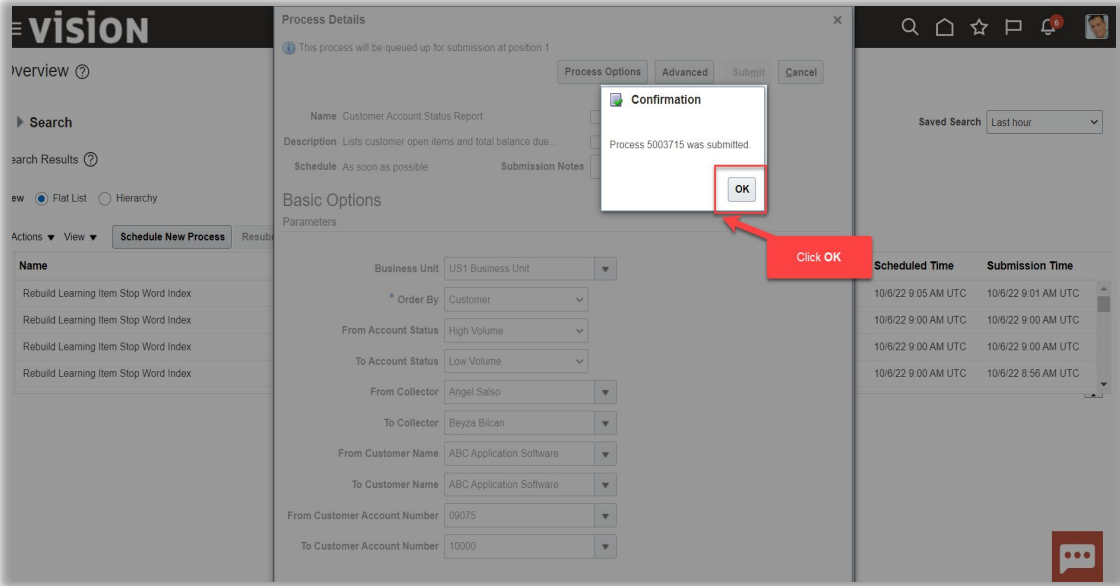 vision
Process Details
This process will be queued up for submission at position 1
Process Options Advanced Submit Cancel
6
Overview
Confirmation
Process 5003715 was submitted.
OK
Click OK
Name Customer Account Status Report
Description Lists customer open items and total balance due...
Schedule As soon as possible Submission Notes
Search
Saved Search Last hour
earch Results
ew Flat List Hierarchy
Basic Options
Parameters
Actions View Schedule New Process Resub
Name Scheduled Time Submission Time
Rebuild Learning Item Stop Word Index 10/6/22 9:05 AM UTC 10/6/22 9:01 AM UTC
Rebuild Learning Item Stop Word Index 10/6/22 9:00 AM UTC 10/6/22 9:00 AM UTC
Rebuild Learning Item Stop Word Index 10/6/22 9:00 AM UTC 10/6/22 9:00 AM UTC
Rebuild Learning Item Stop Word Index 10/6/22 9:00 AM UTC 10/6/22 8:56 AM UTC
Business Unit US1 Business Unit
* Order By Customer
From Account Status High Volume
To Account Status Low Volume
From Collector Angel Salso
To Collector Beyza Bilcan
From Customer Name ABC Application Software
To Customer Name ABC Application Software
From Customer Account Number 09075
To Customer Account Number 10000